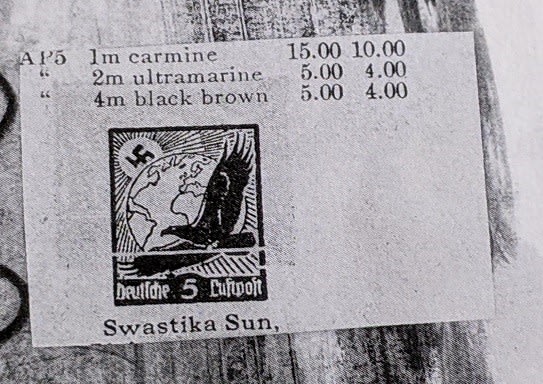 AP5 1m carmine 15.00 10.00
“ 2m ultramarine 5.00 4.00
“ 4m black brown 5.00 4.00
Deutsche 5 Luftpost
Swastika Sun,